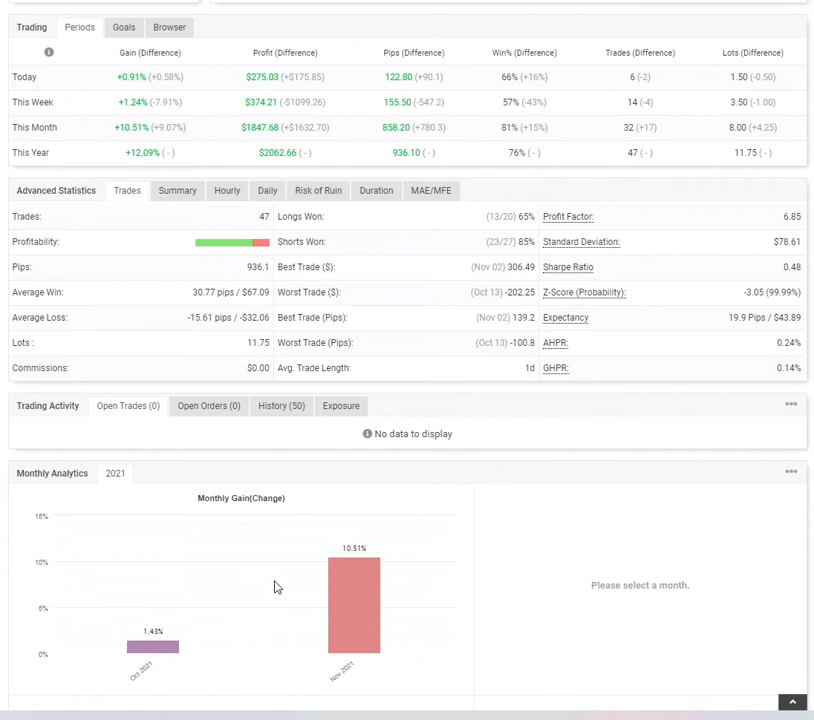 Trading Periods Goals Browser
Gain (Difference) Profit (Difference) Pips (Difference) Win% (Difference) Trades (Difference) Lots (Difference)
Today +0.91% (+0.58%) $275.03 (+$175.85) 122.80 (+90.1) 66% (+16%) 6 (-2) 1.50 (-0.50)
This Week +1.24% (-7.91%) $374.21 (-$1099.26) 155.50 (-547.2) 57% (-43%) 14 (-4) 3.50 (-1.00)
This Month +10.51% (+9.07%) $1847.68 (+$1632.70) 858.20 (+780.3) 81% (+15%) 32 (+17) 8.00 (+4.25)
This Year +12.09% ( - ) $2062.66 ( - ) 936.10 ( - ) 76% ( - ) 47 ( - ) 11.75 ( - )
Advanced Statistics Trades Summary Hourly Daily Risk of Ruin Duration MAE/MFE
Trades: 47 Longs Won: (13/20) 65% Profit Factor: 6.85
Profitability: Shorts Won: (23/27) 85% Standard Deviation: $78.61
Pips: 936.1 Best Trade ($): (Nov 02) 306.49 Sharpe Ratio 0.48
Average Win: 30.77 pips / $67.09 Worst Trade ($): (Oct 13) -202.25 Z-Score (Probability): -3.05 (99.99%)
Average Loss: -15.61 pips / -$32.06 Best Trade (Pips): (Nov 02) 139.2 Expectancy 19.9 Pips / $43.89
Lots : 11.75 Worst Trade (Pips): (Oct 13) -100.8 AHPR: 0.24%
Commissions: $0.00 Avg. Trade Length: 1d GHPR: 0.14%
Trading Activity Open Trades (0) Open Orders (0) History (50) Exposure
No data to display
Monthly Analytics 2021
Monthly Gain(Change)
15%
10.51%
10%
Please select a month.
5%
1.43%
0%
Oct 2021 Nov 2021